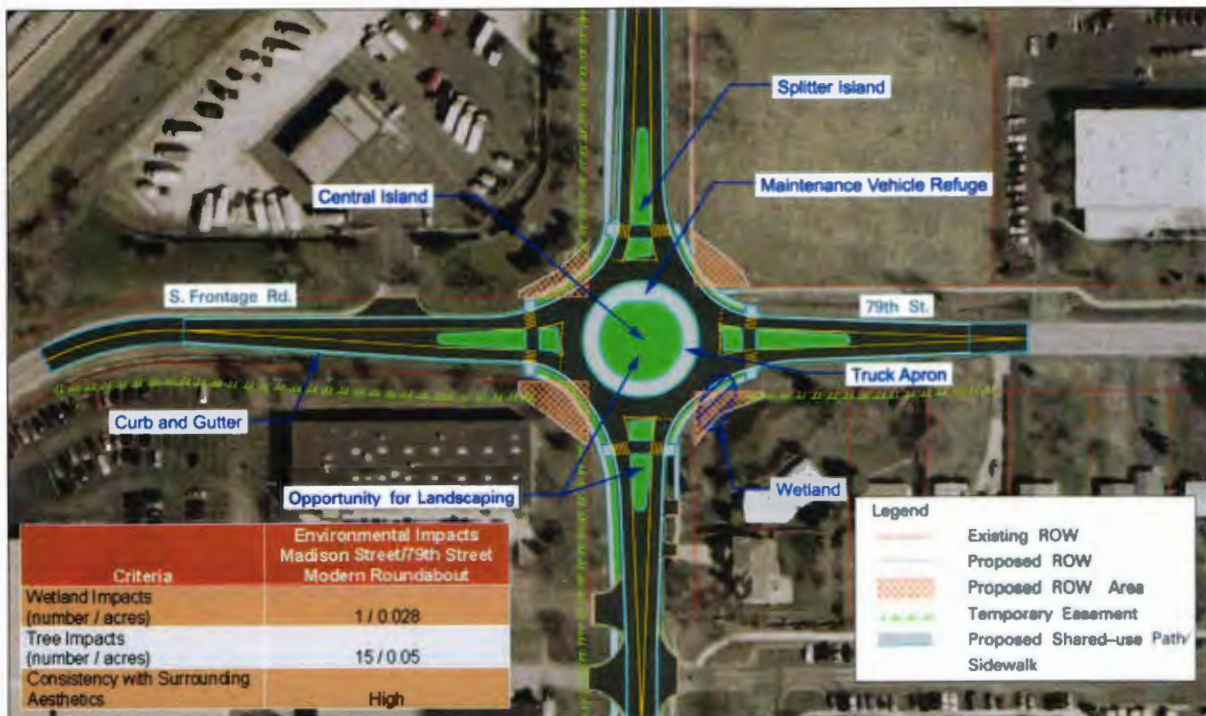 Splitter Island
Central Island
Maintenance Vehicle Refuge
S. Frontage Rd.
79th St.
Truck Apron
Curb and Gutter
Opportunity for Landscaping
Wetland
Criteria
Environmental Impacts
Madison Street/79th Street
Modern Roundabout
Wetland Impacts
(number / acres)
1 / 0.028
Tree Impacts
(number / acres)
15 / 0.05
Consistency with Surrounding
Aesthetics
High
Legend
Existing ROW
Proposed ROW
Proposed ROW Area
Temporary Easement
Proposed Shared-use Path/
Sidewalk